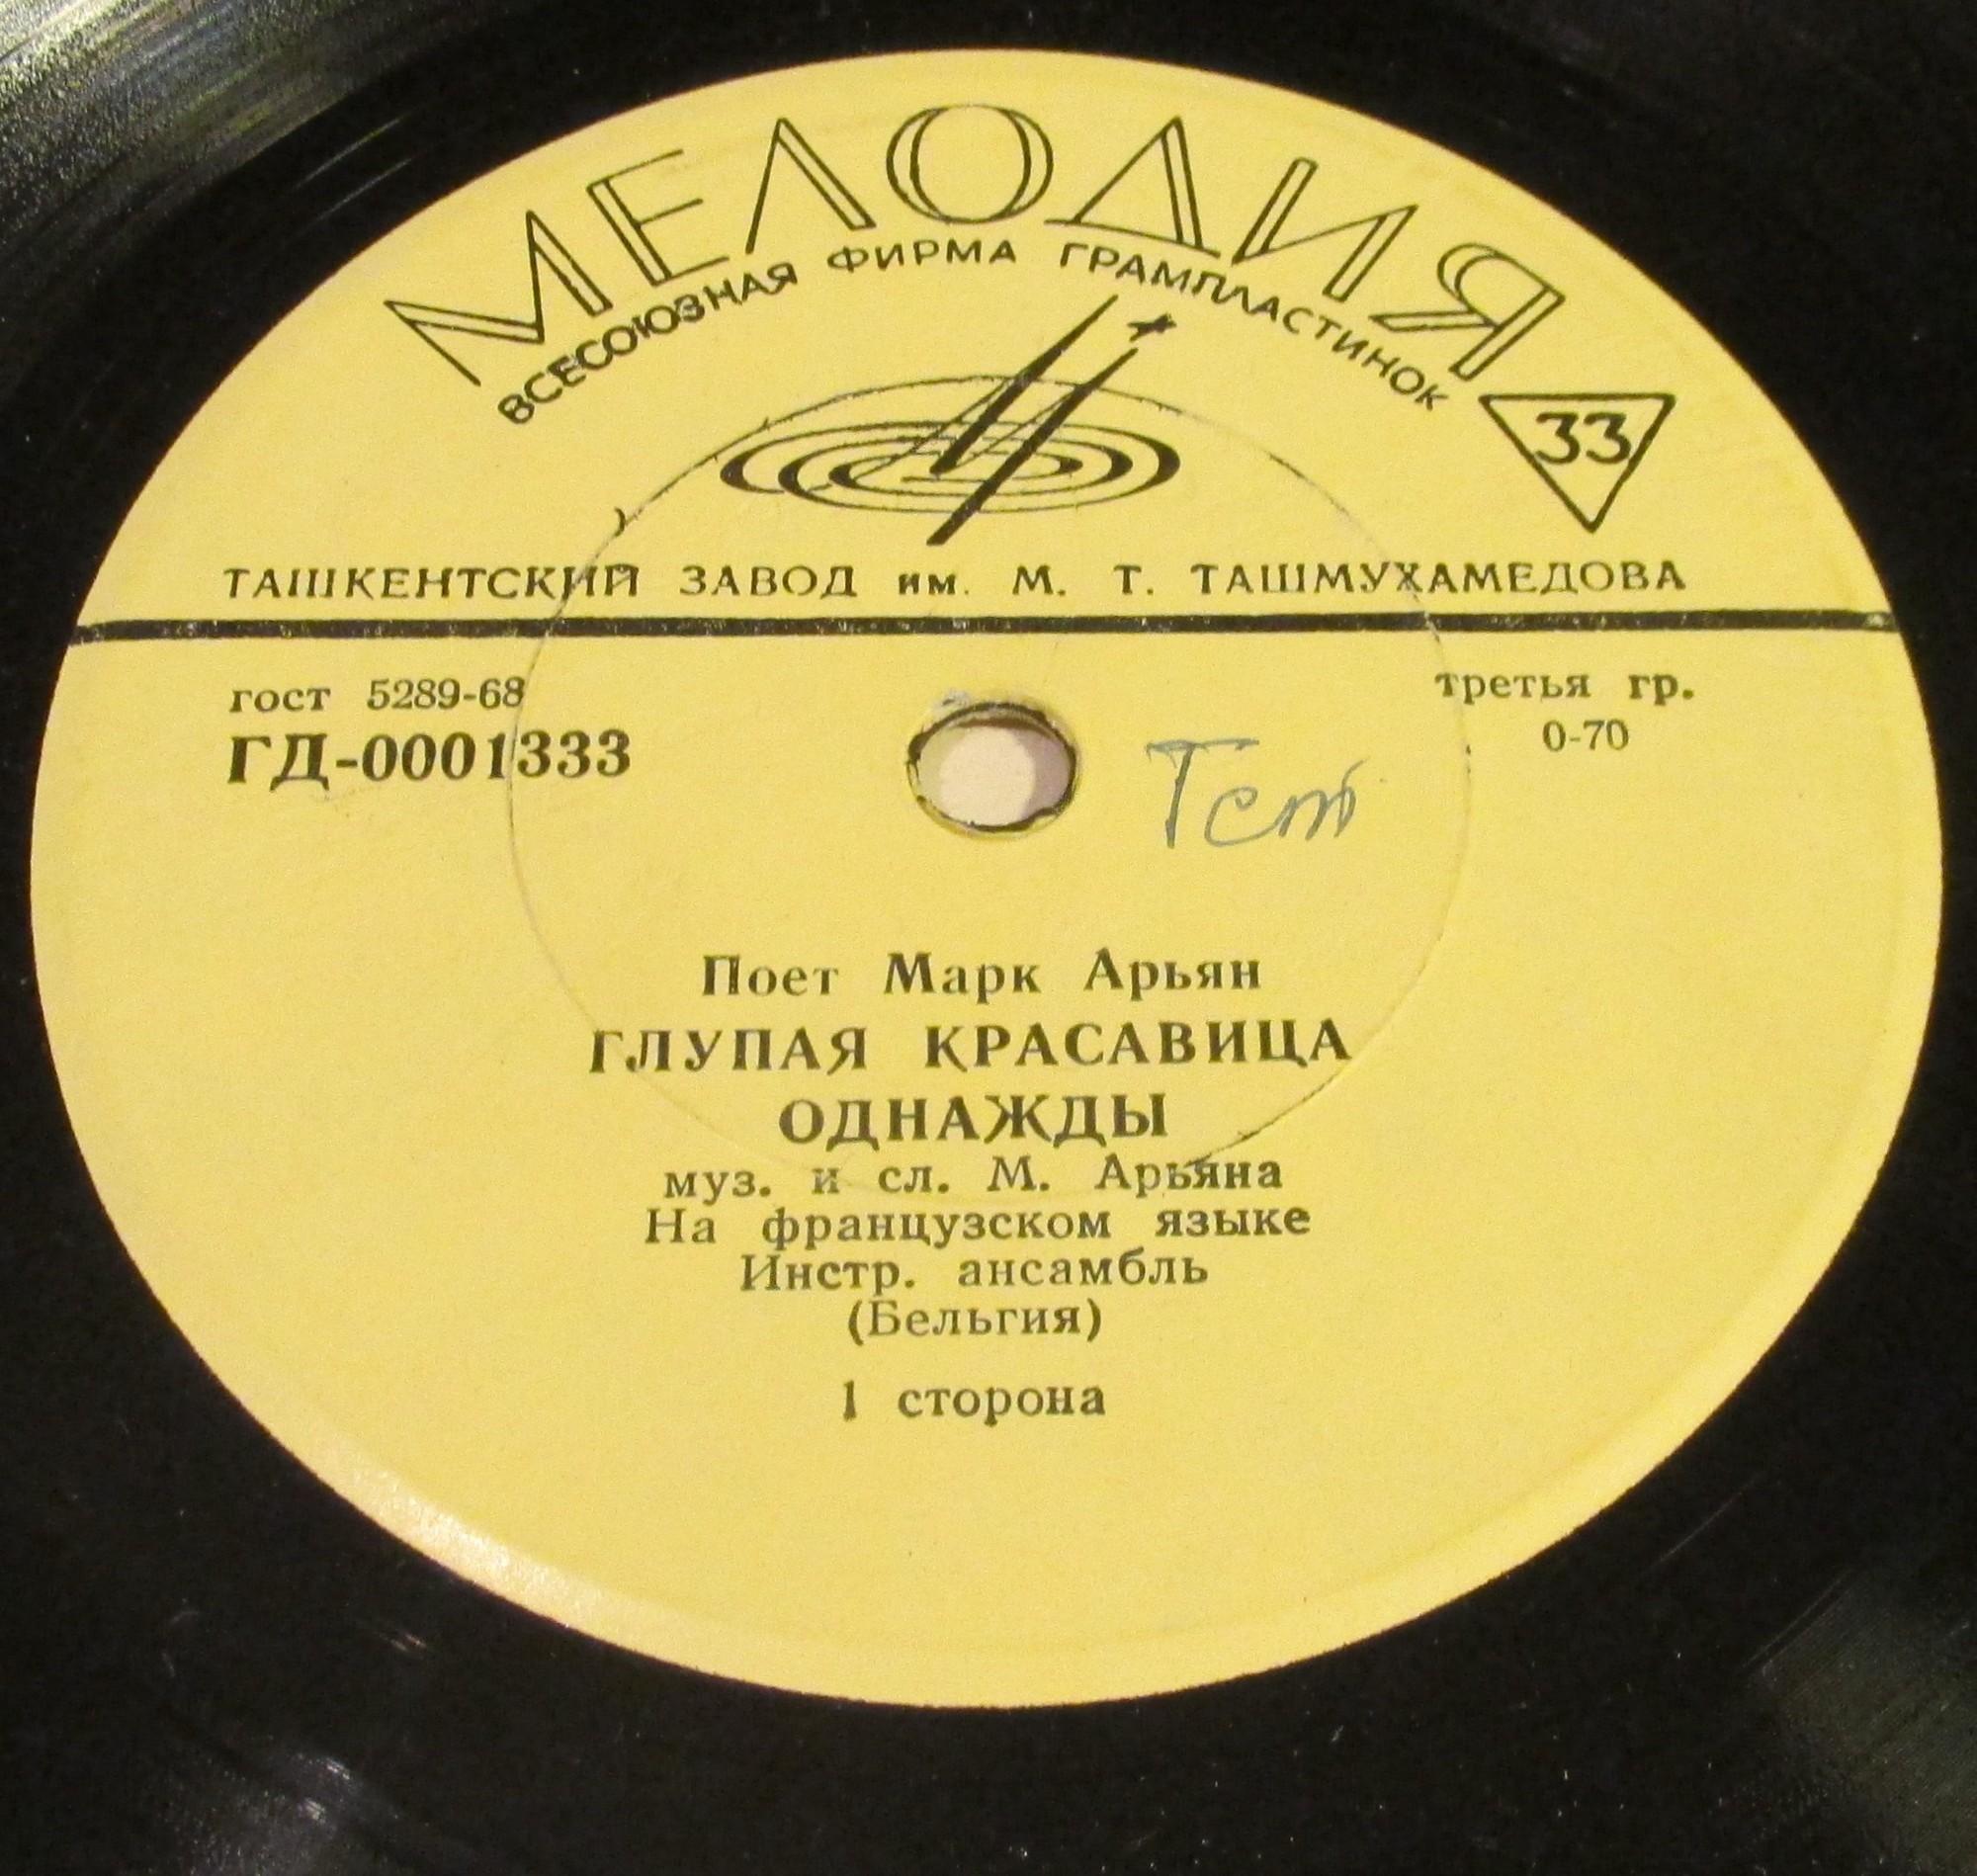 МЕЛОДИЯ
ВСЕСОЮЗНАЯ ФИРМА ГРАМПЛАСТИНОК
33
ТАШКЕНТСКИЙ ЗАВОД им. М. Т. ТАШМУХАМЕДОВА
гост 5289-68
третья гр.
ГД-0001333
0-70
Поет Марк Арьян
ГЛУПАЯ КРАСАВИЦА
ОДНАЖДЫ
муз. и сл. М. Арьяна
На французском языке
Инстр. ансамбль
(Бельгия)
1 сторона